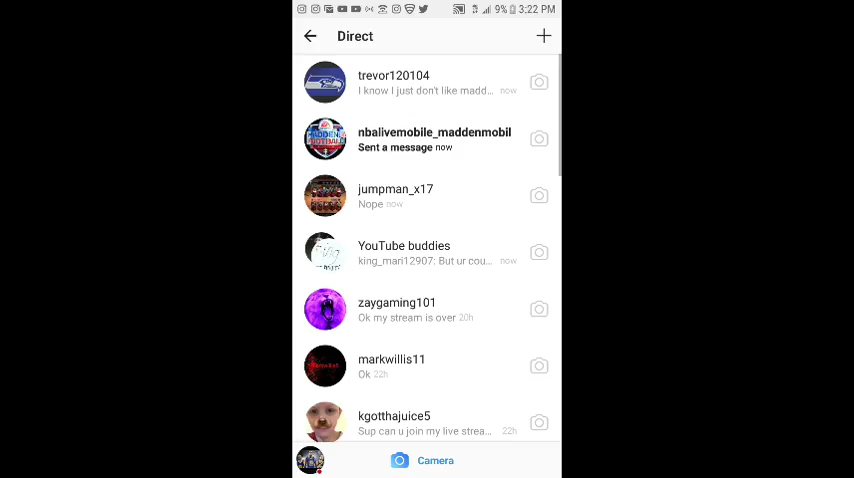 9% 3:22 PM
Direct
trevor120104
I know I just don't like madd... now
nbalivemobile_maddenmobil
Sent a message now
jumpman_x17
Nope now
YouTube buddies
king_mari12907: But ur cou... now
zaygaming101
Ok my stream is over 20h
markwillis11
Ok 22h
kgotthajuice5
Sup can u join my live strea... 22h
Camera